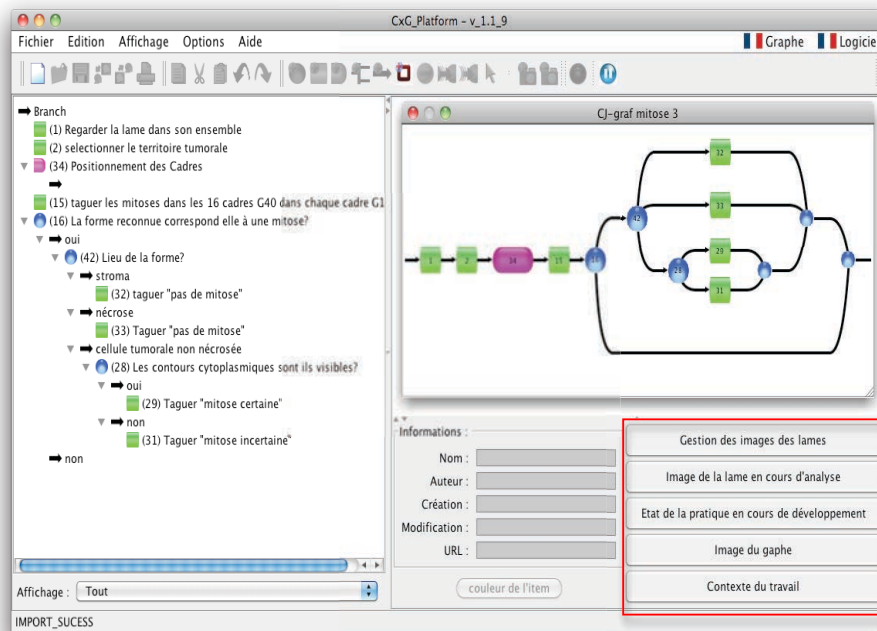 CxG_Platform – v_1.1_9
Fichier Edition Affichage Options Aide
Graphe Logicie
Branch
(1) Regarder la lame dans son ensemble
(2) selectionner le territoire tumorale
(34) Positionnement des Cadres
(15) taguer les mitoses dans les 16 cadres G40 dans chaque cadre G1
(16) La forme reconnue correspond elle à une mitose?
oui
(42) Lieu de la forme?
stroma
(32) taguer "pas de mitose"
nécrose
(33) Taguer "pas de mitose"
cellule tumorale non nécrosée
(28) Les contours cytoplasmiques sont ils visibles?
oui
(29) Taguer "mitose certaine"
non
(31) Taguer "mitose incertaine"
non
Affichage : Tout
IMPORT_SUCESS
CJ-graf mitose 3
32
33
42
29
28
31
1 2 34 15 16
Informations :
Nom :
Auteur :
Création :
Modification :
URL :
couleur de l'item
Gestion des images des lames
Image de la lame en cours d'analyse
Etat de la pratique en cours de développement
Image du gaphe
Contexte du travail